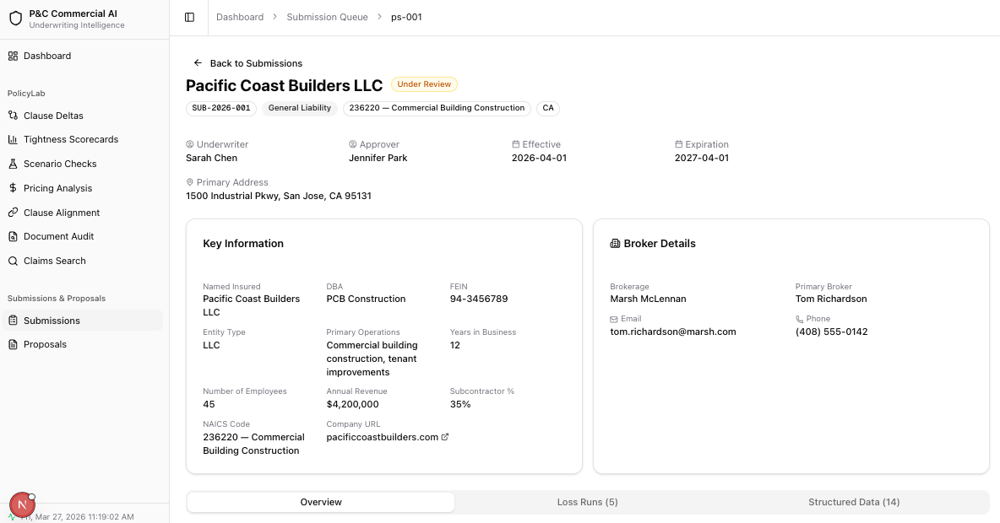 P&C Commercial AI
Underwriting Intelligence
Dashboard
PolicyLab
Clause Deltas
Tightness Scorecards
Scenario Checks
Pricing Analysis
Clause Alignment
Document Audit
Claims Search
Submissions & Proposals
Submissions
Proposals
N
Mar 27, 2026 11:19:02 AM
Dashboard > Submission Queue > ps-001
Back to Submissions
Pacific Coast Builders LLC Under Review
SUB-2026-001 General Liability 236220 — Commercial Building Construction CA
Underwriter Approver Effective Expiration
Sarah Chen Jennifer Park 2026-04-01 2027-04-01
Primary Address
1500 Industrial Pkwy, San Jose, CA 95131
Key Information
Named Insured DBA FEIN
Pacific Coast Builders PCB Construction 94-3456789
LLC
Entity Type Primary Operations Years in Business
LLC Commercial building 12
construction, tenant
improvements
Number of Employees Annual Revenue Subcontractor %
45 $4,200,000 35%
NAICS Code Company URL
236220 — Commercial pacificcoastbuilders.com
Building Construction
Broker Details
Brokerage Primary Broker
Marsh McLennan Tom Richardson
Email Phone
tom.richardson@marsh.com (408) 555-0142
Overview Loss Runs (5) Structured Data (14)